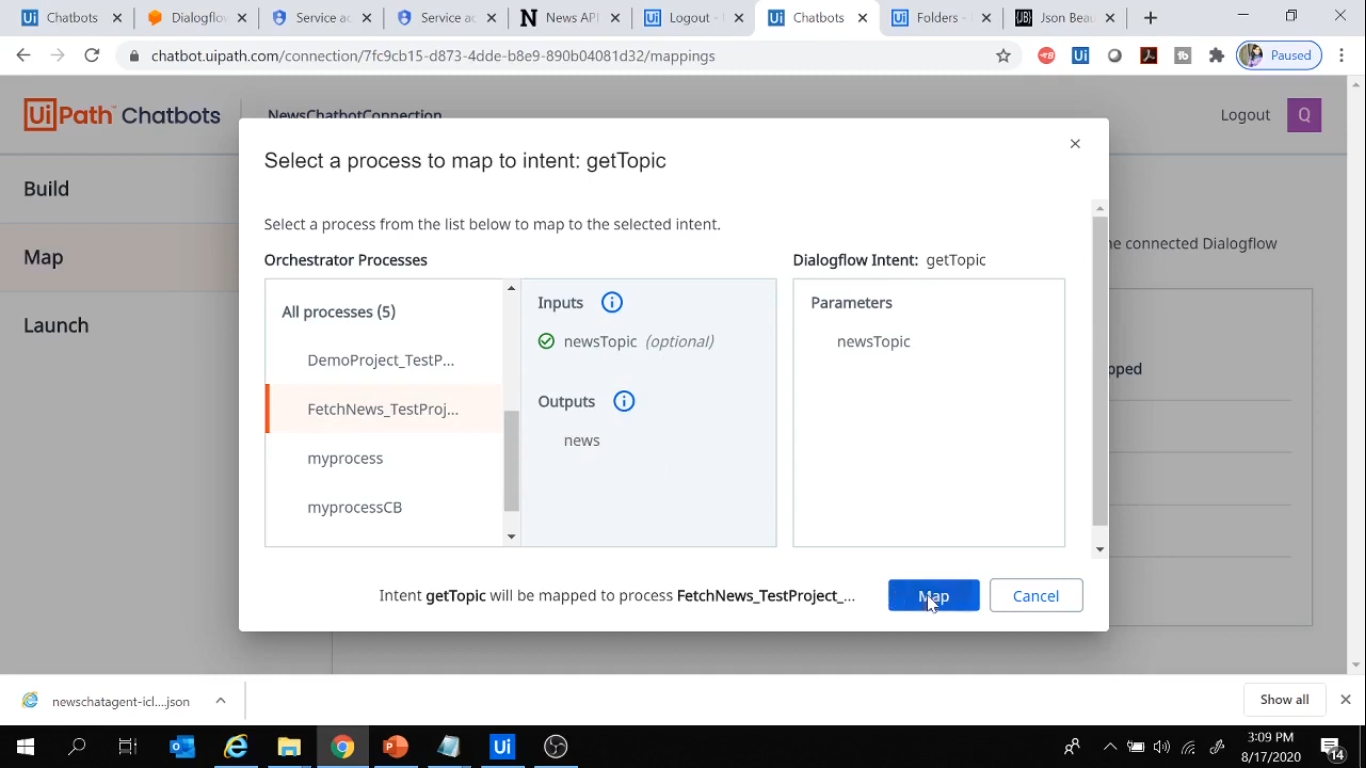 Chatbots
Dialogflow
Service ac
Service ac
News API
Logout -
Chatbots
Folders -
Json Beau
chatbot.uipath.com/connection/7fc9cb15-d873-4dde-b8e9-890b04081d32/mappings
Paused
UiPath Chatbots
NewsChatbotConnection
Logout
Q
Build
Map
Launch
Select a process to map to intent: getTopic
Select a process from the list below to map to the selected intent.
he connected Dialogflow
Orchestrator Processes
Dialogflow Intent: getTopic
All processes (5)
DemoProject_TestP...
FetchNews_TestProj...
myprocess
myprocessCB
Inputs
newsTopic (optional)
Outputs
news
Parameters
newsTopic
pped
Intent getTopic will be mapped to process FetchNews_TestProject_...
Map
Cancel
newschatagent-icl....json
Show all
3:09 PM
8/17/2020
14